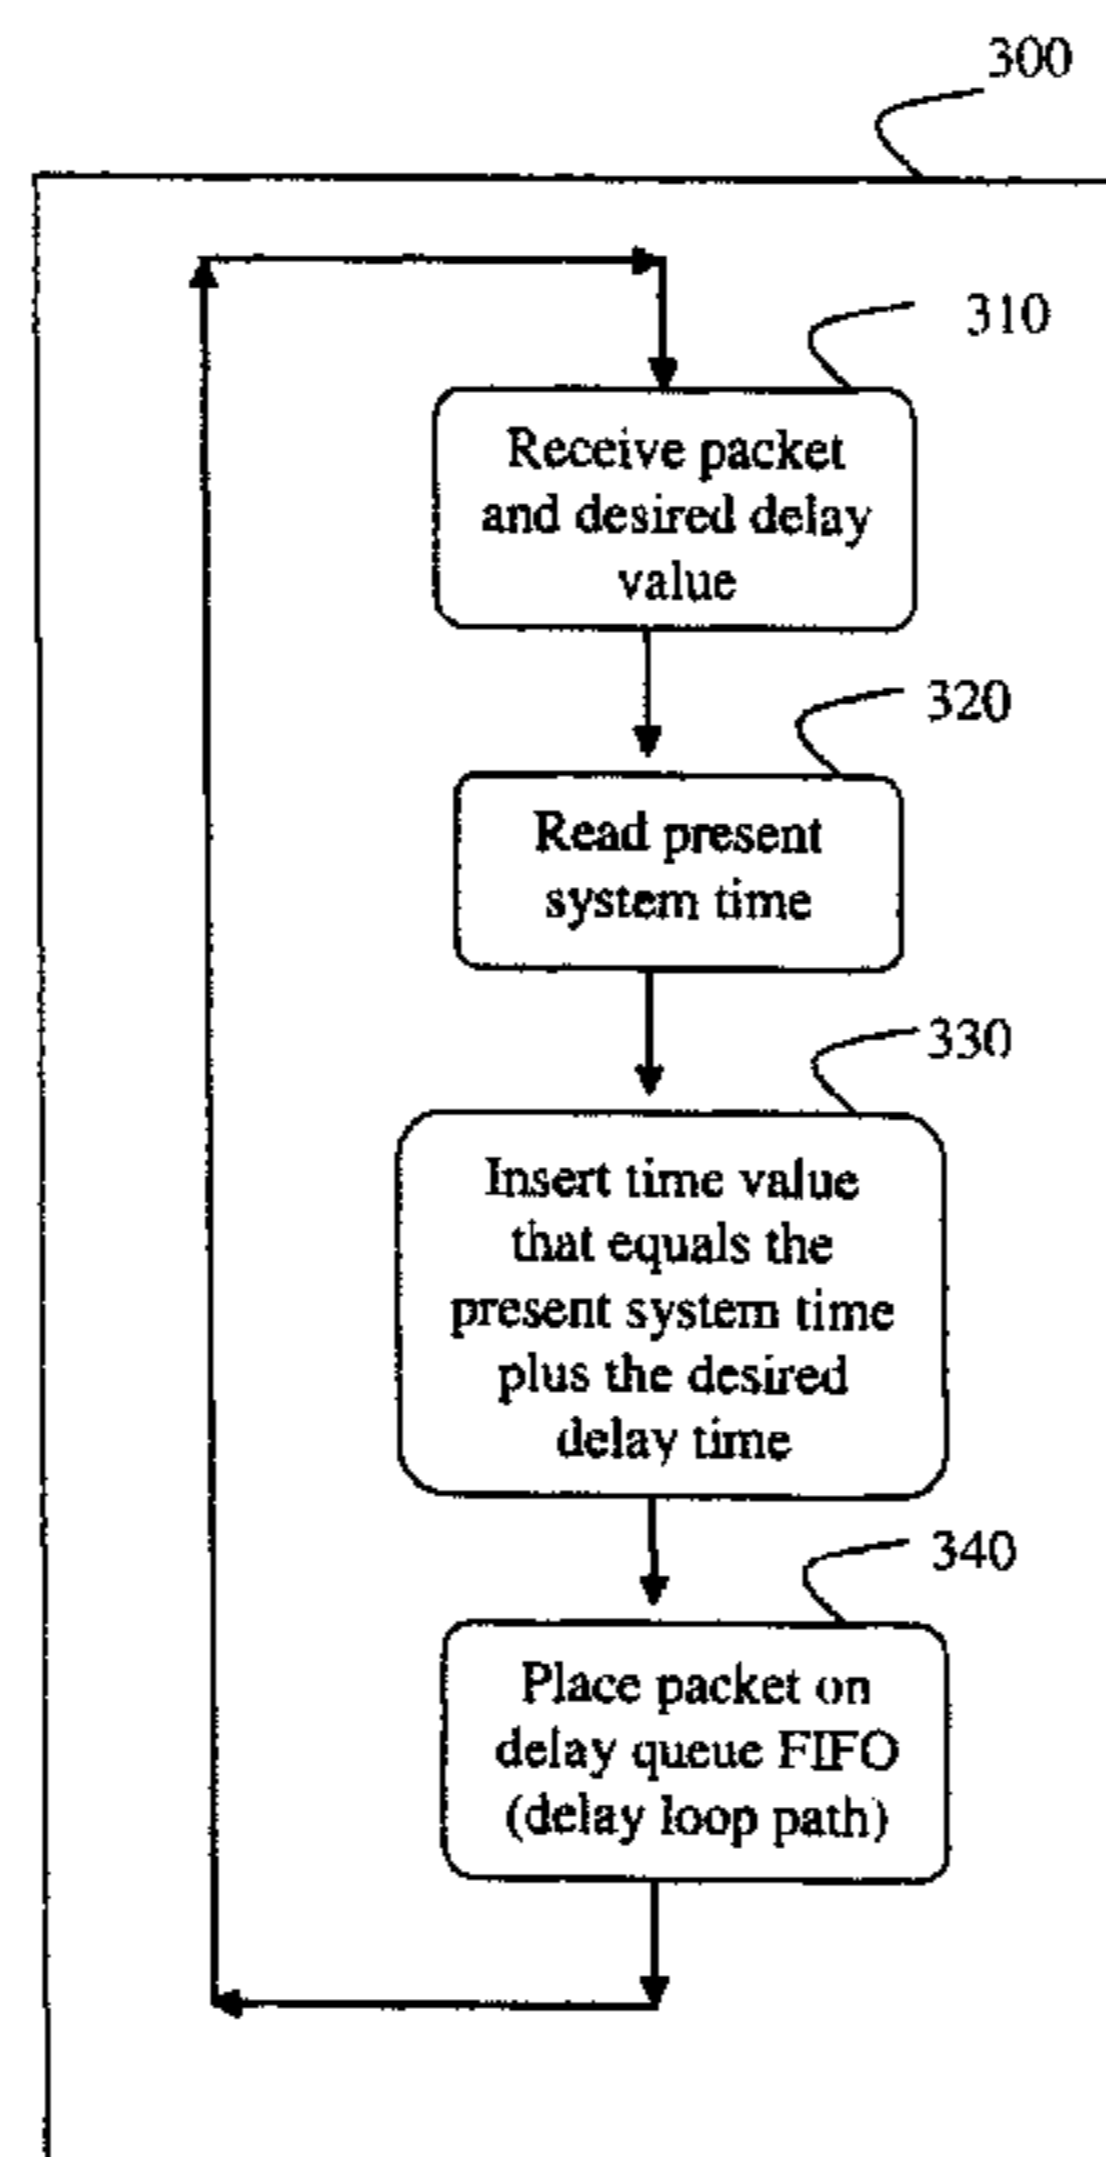 300
310
Receive packet
and desired delay
value
320
Read present
system time
330
Insert time value
that equals the
present system time
plus the desired
delay time
340
Place packet on
delay queue FIFO
(delay loop path)